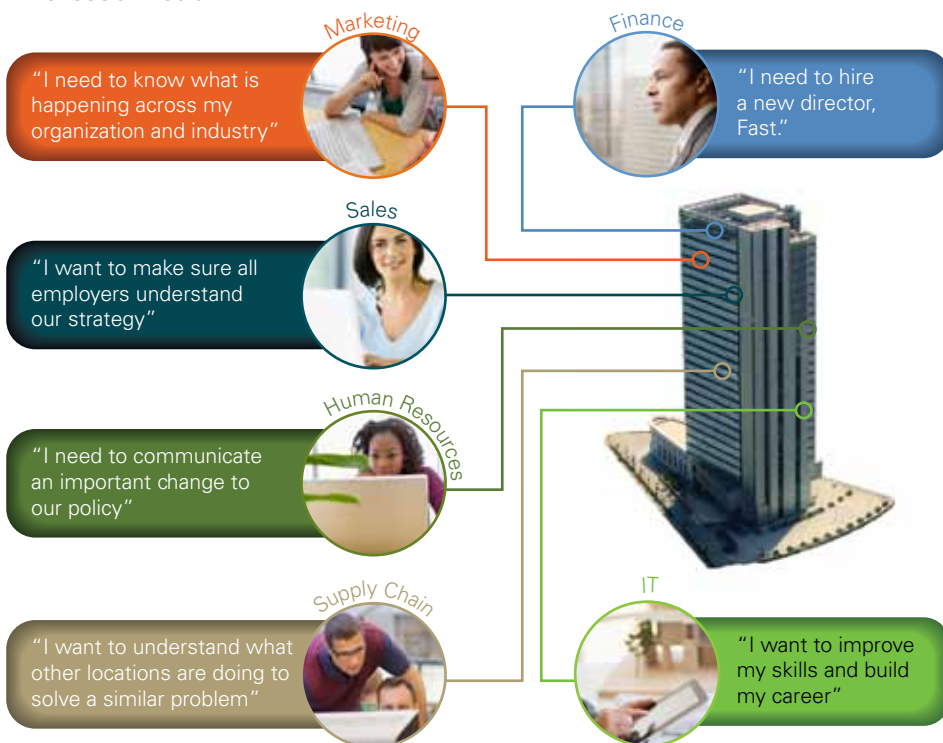 Marketing
"I need to know what is
happening across my
organization and industry"
Finance
"I need to hire
a new director,
Fast."
Sales
"I want to make sure all
employers understand
our strategy"
Human Resources
"I need to communicate
an important change to
our policy"
Supply Chain
"I want to understand what
other locations are doing to
solve a similar problem"
IT
"I want to improve
my skills and build
my career"